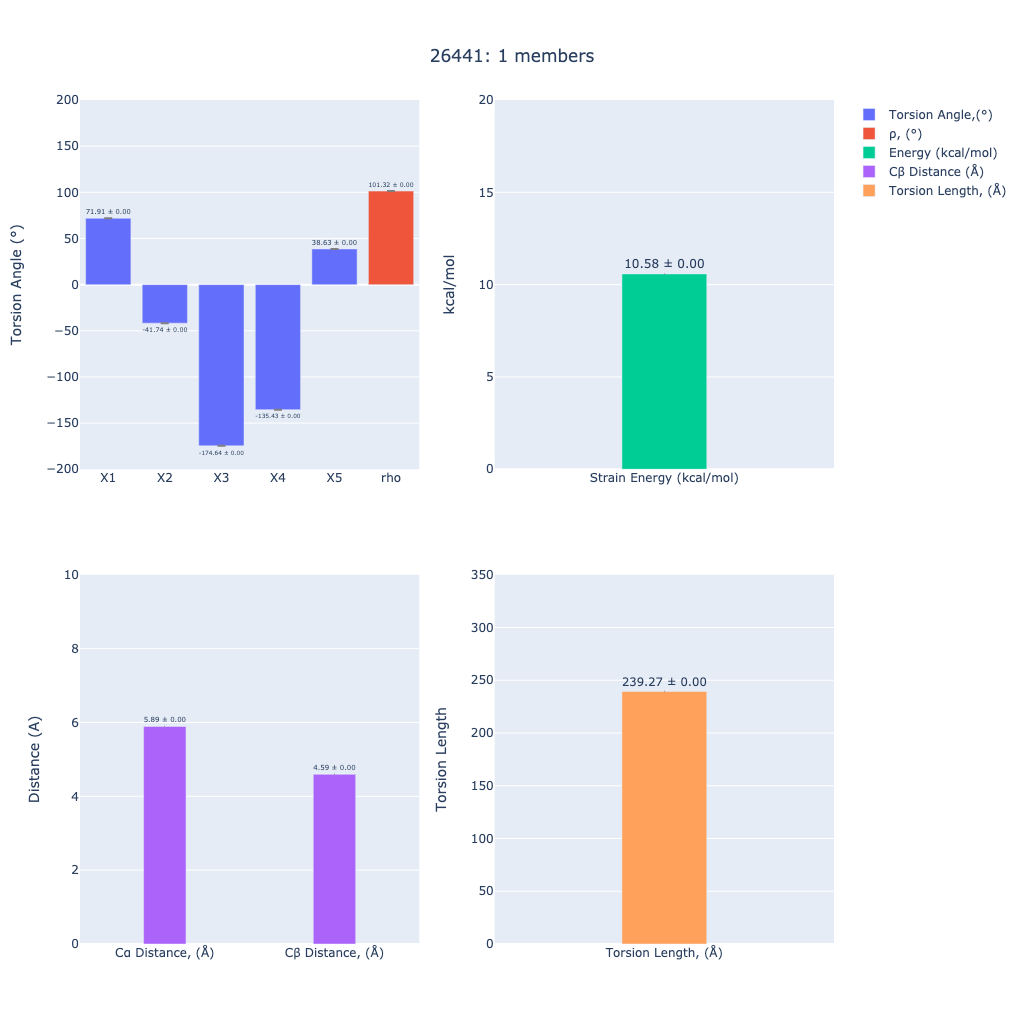 26441: 1 members
200
150
100
50
0
−50
−100
−150
−200
Torsion Angle (°)
71.91 ± 0.00
-41.74 ± 0.00
-174.64 ± 0.00
-135.43 ± 0.00
38.63 ± 0.00
101.32 ± 0.00
X1 X2 X3 X4 X5 rho
20
15
10
5
0
kcal/mol
10.58 ± 0.00
Strain Energy (kcal/mol)
Torsion Angle,(°)
ρ, (°)
Energy (kcal/mol)
Cβ Distance (Å)
Torsion Length, (Å)
10
8
6
4
2
0
Distance (A)
5.89 ± 0.00
4.59 ± 0.00
Cα Distance, (Å) Cβ Distance, (Å)
350
300
250
200
150
100
50
0
Torsion Length
239.27 ± 0.00
Torsion Length, (Å)